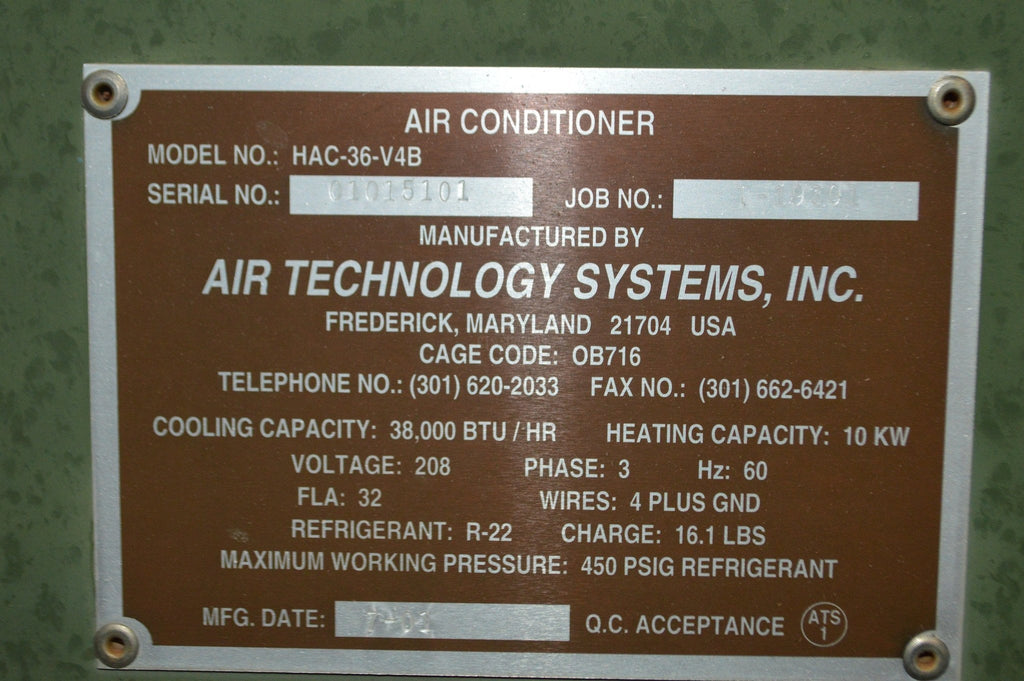 AIR CONDITIONER
MODEL NO.: HAC-36-V4B
SERIAL NO.: 01015101 JOB NO.:
MANUFACTURED BY
AIR TECHNOLOGY SYSTEMS, INC.
FREDERICK, MARYLAND 21704 USA
CAGE CODE: OB716
TELEPHONE NO.: (301) 620-2033 FAX NO.: (301) 662-6421
COOLING CAPACITY: 38,000 BTU / HR HEATING CAPACITY: 10 KW
VOLTAGE: 208 PHASE: 3 Hz: 60
FLA: 32 WIRES: 4 PLUS GND
REFRIGERANT: R-22 CHARGE: 16.1 LBS
MAXIMUM WORKING PRESSURE: 450 PSIG REFRIGERANT
MFG. DATE: Q.C. ACCEPTANCE ATS 1